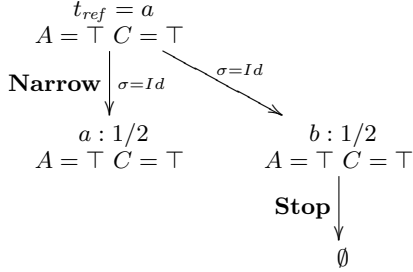 t_ref = a
A = ⊤ C = ⊤
Narrow σ=Id σ=Id
a : 1/2 b : 1/2
A = ⊤ C = ⊤ A = ⊤ C = ⊤
Stop
∅